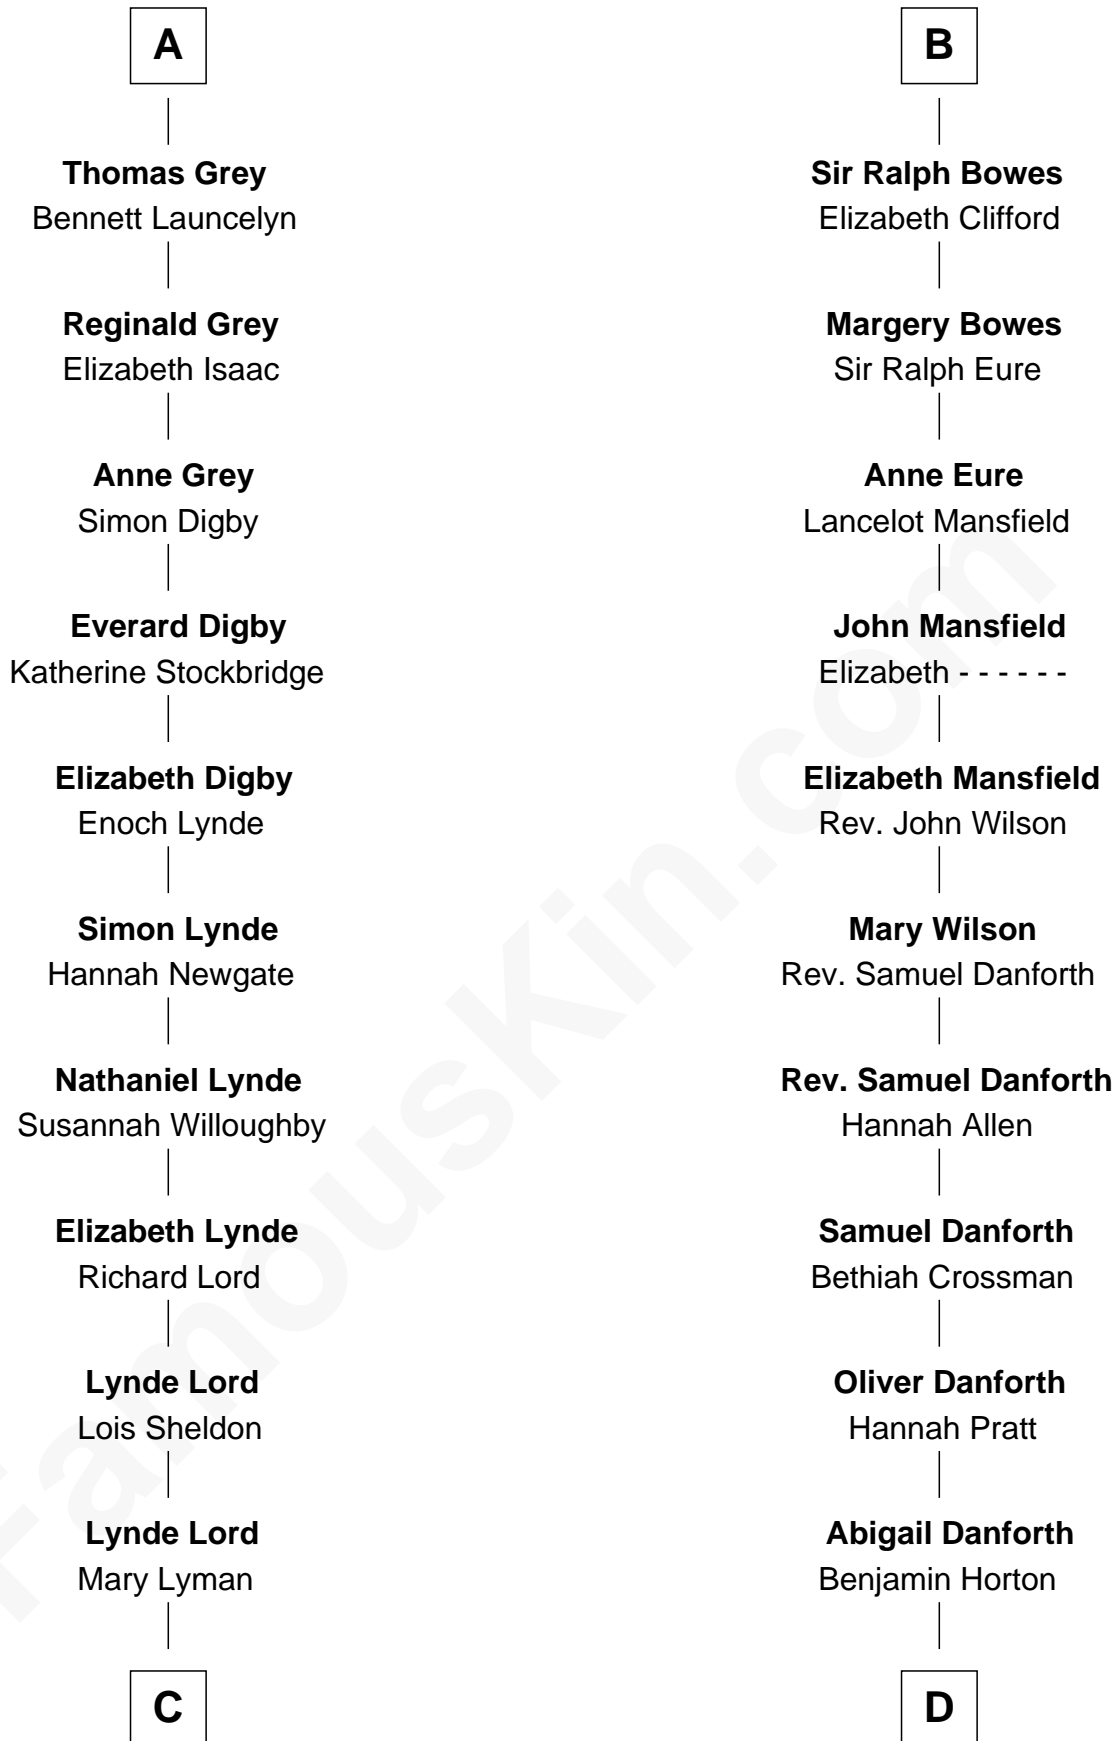 A
Thomas Grey
Bennett Launcelyn
Reginald Grey
Elizabeth Isaac
Anne Grey
Simon Digby
Everard Digby
Katherine Stockbridge
Elizabeth Digby
Enoch Lynde
Simon Lynde
Hannah Newgate
Nathaniel Lynde
Susannah Willoughby
Elizabeth Lynde
Richard Lord
Lynde Lord
Lois Sheldon
Lynde Lord
Mary Lyman
C
B
Sir Ralph Bowes
Elizabeth Clifford
Margery Bowes
Sir Ralph Eure
Anne Eure
Lancelot Mansfield
John Mansfield
Elizabeth - - - - - -
Elizabeth Mansfield
Rev. John Wilson
Mary Wilson
Rev. Samuel Danforth
Rev. Samuel Danforth
Hannah Allen
Samuel Danforth
Bethiah Crossman
Oliver Danforth
Hannah Pratt
Abigail Danforth
Benjamin Horton
D
FamousKin.com